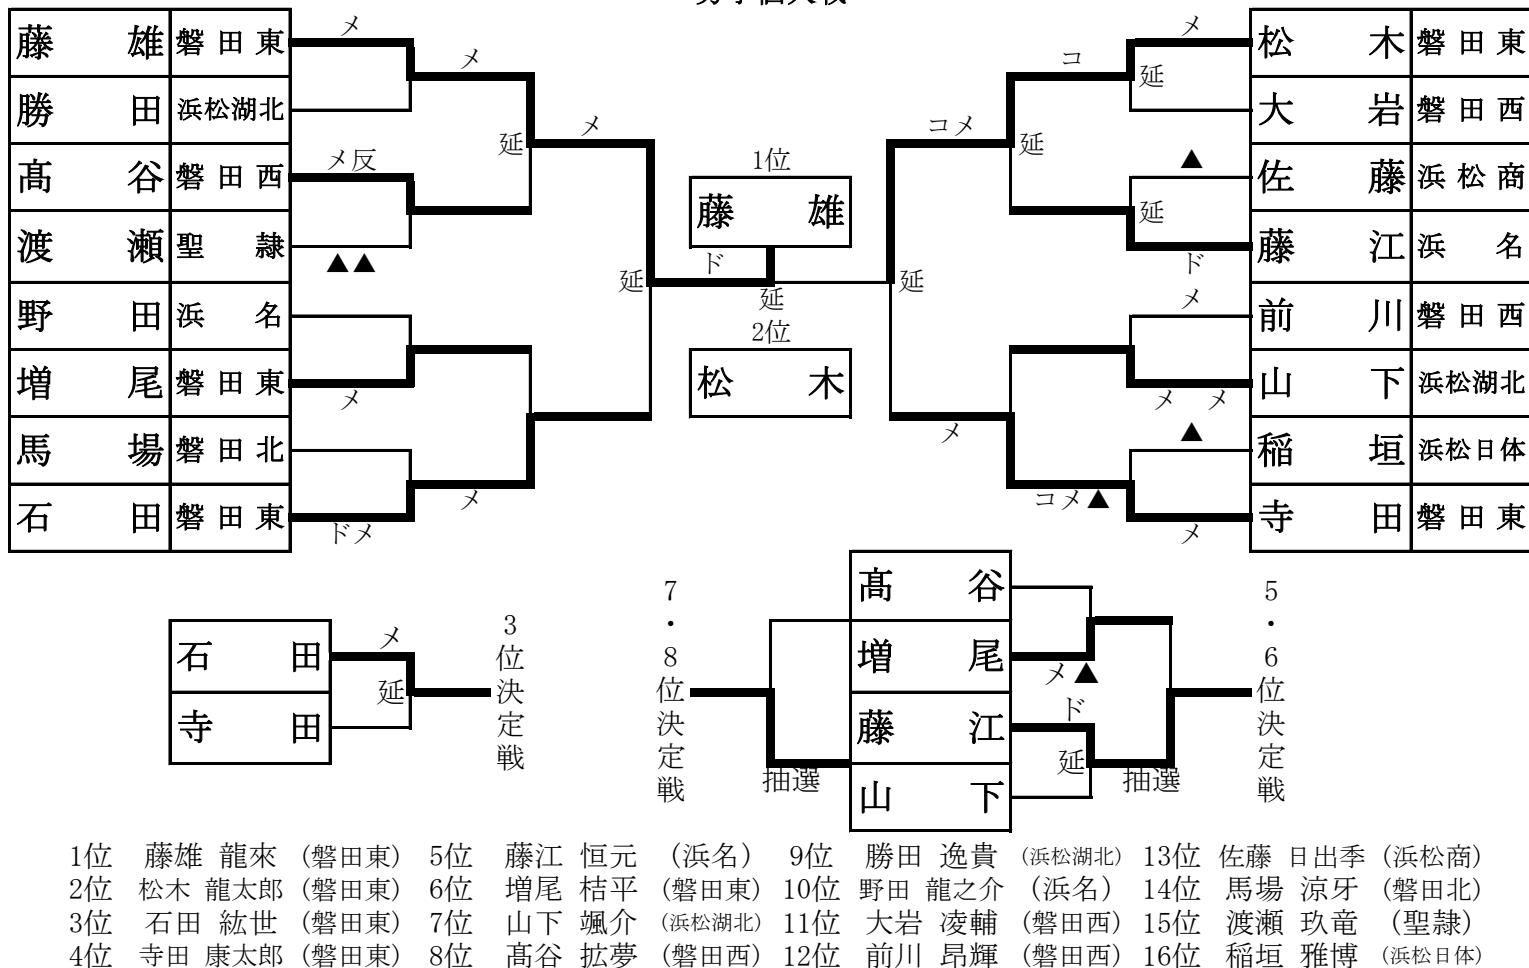 メ
メ
藤 雄 磐田東
メ
コ
松 木 磐田東
延
勝 田 浜松湖北
メ
コメ
大 岩 磐田西
延
延
メ反
1位
▲
髙 谷 磐田西
藤 雄
佐 藤 浜松商
延
渡 瀬 聖 隷
藤 江 浜 名
▲▲
ド
ド
延
延
延
メ
野 田 浜 名
2位
前 川 磐田西
増 尾 磐田東
松 木
山 下 浜松湖北
メ
メ メ
メ
▲
馬 場 磐田北
稲 垣 浜松日体
メ
コメ▲
石 田 磐田東
寺 田 磐田東
ドメ
メ
石 田
寺 田
メ
延
3位決定戦
7・8位決定戦
抽選
髙 谷
増 尾
藤 江
山 下
メ▲
ド
延
抽選
5・6位決定戦
1位 藤雄 龍來 (磐田東) 5位 藤江 恒元 (浜名) 9位 勝田 逸貴 (浜松湖北) 13位 佐藤 日出季 (浜松商)
2位 松木 龍太郎 (磐田東) 6位 増尾 桔平 (磐田東) 10位 野田 龍之介 (浜名) 14位 馬場 涼牙 (磐田北)
3位 石田 紘世 (磐田東) 7位 山下 颯介 (浜松湖北) 11位 大岩 凌輔 (磐田西) 15位 渡瀬 玖竜 (聖隷)
4位 寺田 康太郎 (磐田東) 8位 髙谷 拡夢 (磐田西) 12位 前川 昂輝 (磐田西) 16位 稲垣 雅博 (浜松日体)